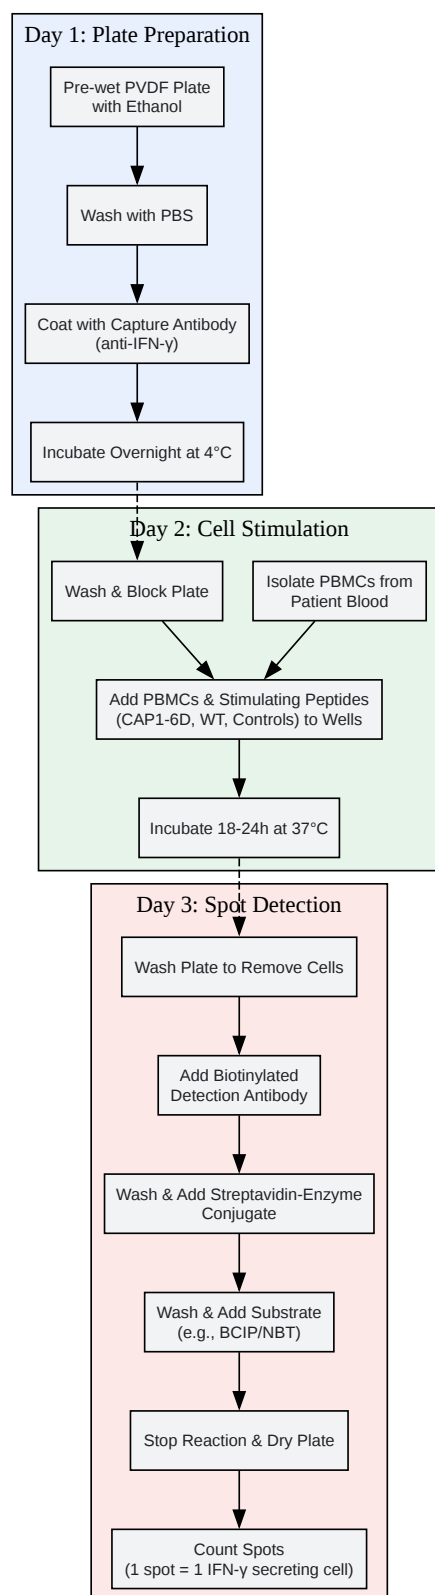 Day 1: Plate Preparation
Pre-wet PVDF Plate
with Ethanol
Wash with PBS
Coat with Capture Antibody
(anti-IFN-γ)
Incubate Overnight at 4°C
Day 2: Cell Stimulation
Wash & Block Plate
Isolate PBMCs from
Patient Blood
Add PBMCs & Stimulating Peptides
(CAP1-6D, WT, Controls) to Wells
Incubate 18-24h at 37°C
Day 3: Spot Detection
Wash Plate to Remove Cells
Add Biotinylated
Detection Antibody
Wash & Add Streptavidin-Enzyme
Conjugate
Wash & Add Substrate
(e.g., BCIP/NBT)
Stop Reaction & Dry Plate
Count Spots
(1 spot = 1 IFN-γ secreting cell)